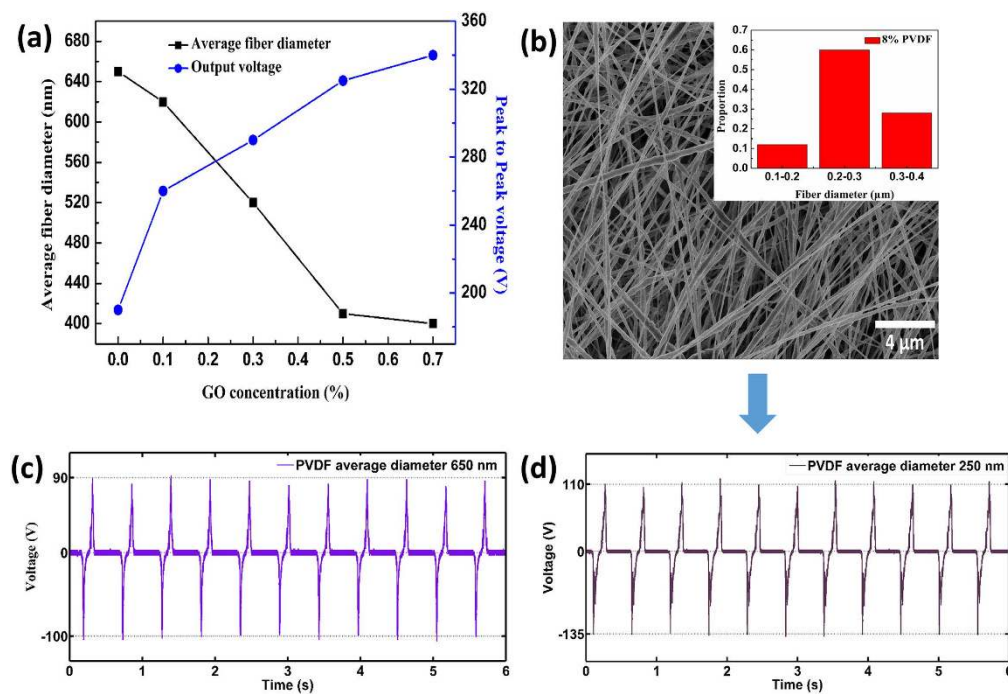 (a)
Average fiber diameter
Output voltage
Average fiber diameter (nm)
680
640
600
560
520
480
440
400
0.0 0.1 0.2 0.3 0.4 0.5 0.6 0.7
GO concentration (%)
360
320
280
240
200
Peak to Peak voltage (V)
(b)
8% PVDF
Proportion
0.7
0.6
0.5
0.4
0.3
0.2
0.1
0.0
0.1-0.2 0.2-0.3 0.3-0.4
Fiber diameter (µm)
4 µm
(c)
PVDF average diameter 650 nm
Voltage (V)
90
0
-100
0 1 2 3 4 5 6
Time (s)
(d)
PVDF average diameter 250 nm
Voltage (V)
110
0
-135
0 1 2 3 4 5 6
Time (s)